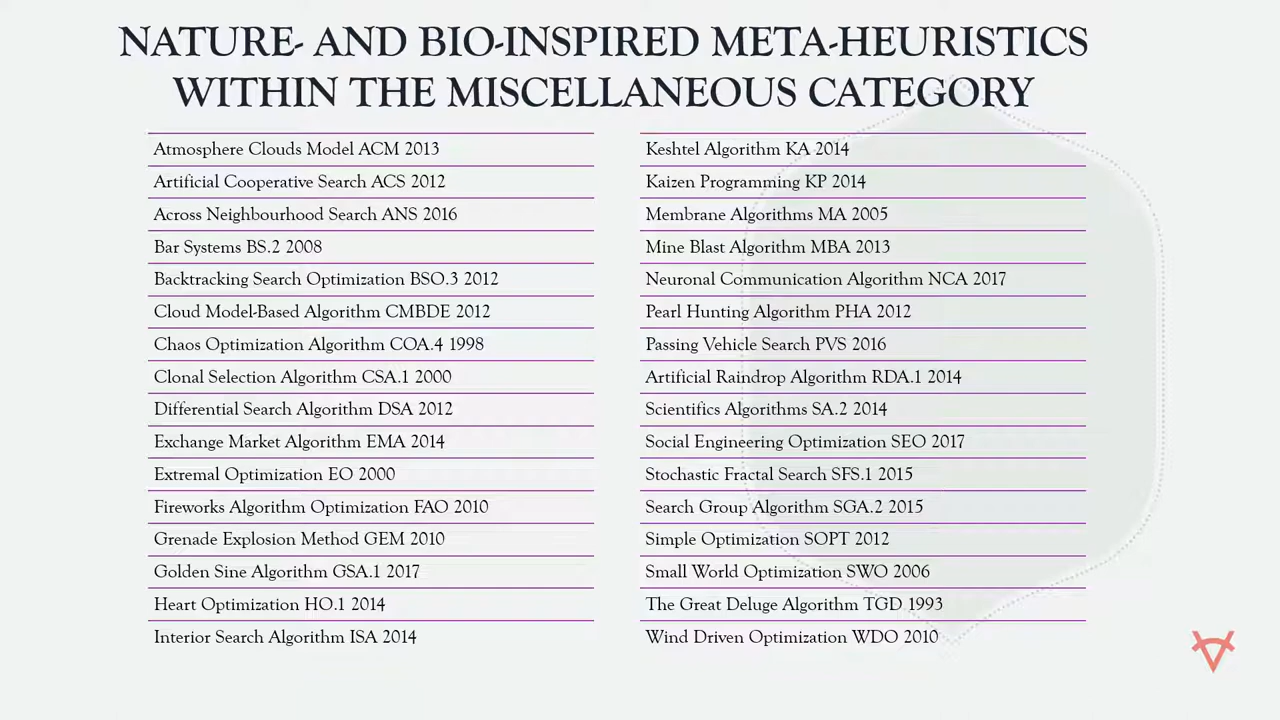 NATURE- AND BIO-INSPIRED META-HEURISTICS
WITHIN THE MISCELLANEOUS CATEGORY
Atmosphere Clouds Model ACM 2013
Artificial Cooperative Search ACS 2012
Across Neighbourhood Search ANS 2016
Bar Systems BS.2 2008
Backtracking Search Optimization BSO.3 2012
Cloud Model-Based Algorithm CMBDE 2012
Chaos Optimization Algorithm COA.4 1998
Clonal Selection Algorithm CSA.1 2000
Differential Search Algorithm DSA 2012
Exchange Market Algorithm EMA 2014
Extremal Optimization EO 2000
Fireworks Algorithm Optimization FAO 2010
Grenade Explosion Method GEM 2010
Golden Sine Algorithm GSA.1 2017
Heart Optimization HO.1 2014
Interior Search Algorithm ISA 2014
Keshtel Algorithm KA 2014
Kaizen Programming KP 2014
Membrane Algorithms MA 2005
Mine Blast Algorithm MBA 2013
Neuronal Communication Algorithm NCA 2017
Pearl Hunting Algorithm PHA 2012
Passing Vehicle Search PVS 2016
Artificial Raindrop Algorithm RDA.1 2014
Scientifics Algorithms SA.2 2014
Social Engineering Optimization SEO 2017
Stochastic Fractal Search SFS.1 2015
Search Group Algorithm SGA.2 2015
Simple Optimization SOPT 2012
Small World Optimization SWO 2006
The Great Deluge Algorithm TGD 1993
Wind Driven Optimization WDO 2010